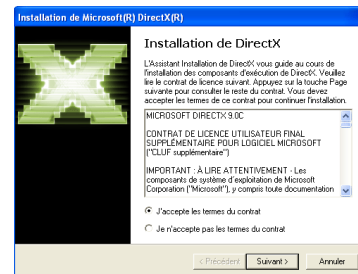 Installation de Microsoft(R) DirectX(R)
Installation de DirectX
L'Assistant Installation de DirectX vous guide au cours de
l'installation des composants d'exécution de DirectX. Veuillez
lire le contrat de licence suivant. Appuyez sur la touche Page
suivante pour consulter le reste du contrat. Vous devez
accepter les termes de ce contrat pour continuer l'installation.
MICROSOFT DIRECTX 9.0C
CONTRAT DE LICENCE UTILISATEUR FINAL
SUPPLÉMENTAIRE POUR LOGICIEL MICROSOFT
("CLUF supplémentaire")
IMPORTANT : À LIRE ATTENTIVEMENT - Les
composants de système d'exploitation de Microsoft
Corporation ("Microsoft"), y compris toute documentation
J'accepte les termes du contrat
Je n'accepte pas les termes du contrat
< Précédent
Suivant >
Annuler